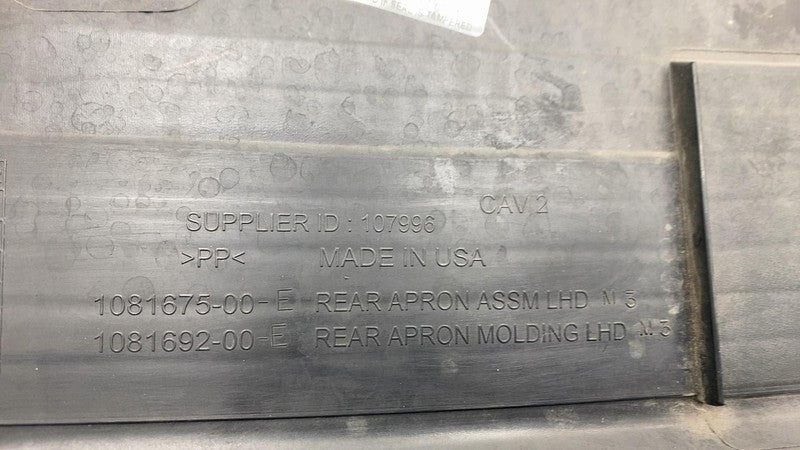 SUPPLIER ID : 107996 CAV 2
>PP< MADE IN USA
1081675-00-E REAR APRON ASSM LHD M3
1081692-00-E REAR APRON MOLDING LHD M3